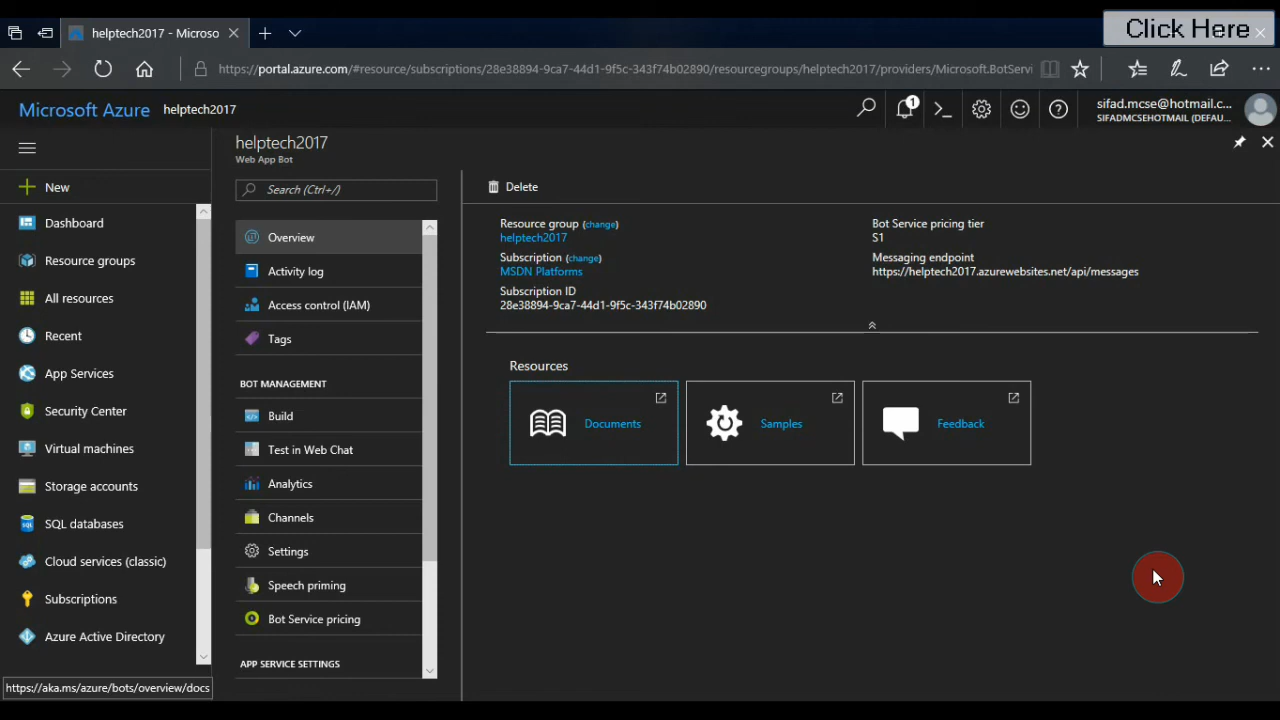 helptech2017 - Microso
Click Here
https://portal.azure.com/#resource/subscriptions/28e38894-9ca7-44d1-9f5c-343f74b02890/resourcegroups/helptech2017/providers/Microsoft.BotServi
Microsoft Azure helptech2017
1
sifad.mcse@hotmail.c...
SIFADMCSEHOTMAIL (DEFAU...
New
Dashboard
Resource groups
All resources
Recent
App Services
Security Center
Virtual machines
Storage accounts
SQL databases
Cloud services (classic)
Subscriptions
Azure Active Directory
https://aka.ms/azure/bots/overview/docs
helptech2017
Web App Bot
Search (Ctrl+/)
Overview
Activity log
Access control (IAM)
Tags
BOT MANAGEMENT
Build
Test in Web Chat
Analytics
Channels
Settings
Speech priming
Bot Service pricing
APP SERVICE SETTINGS
Delete
Resource group (change)
helptech2017
Subscription (change)
MSDN Platforms
Subscription ID
28e38894-9ca7-44d1-9f5c-343f74b02890
Bot Service pricing tier
S1
Messaging endpoint
https://helptech2017.azurewebsites.net/api/messages
Resources
Documents
Samples
Feedback